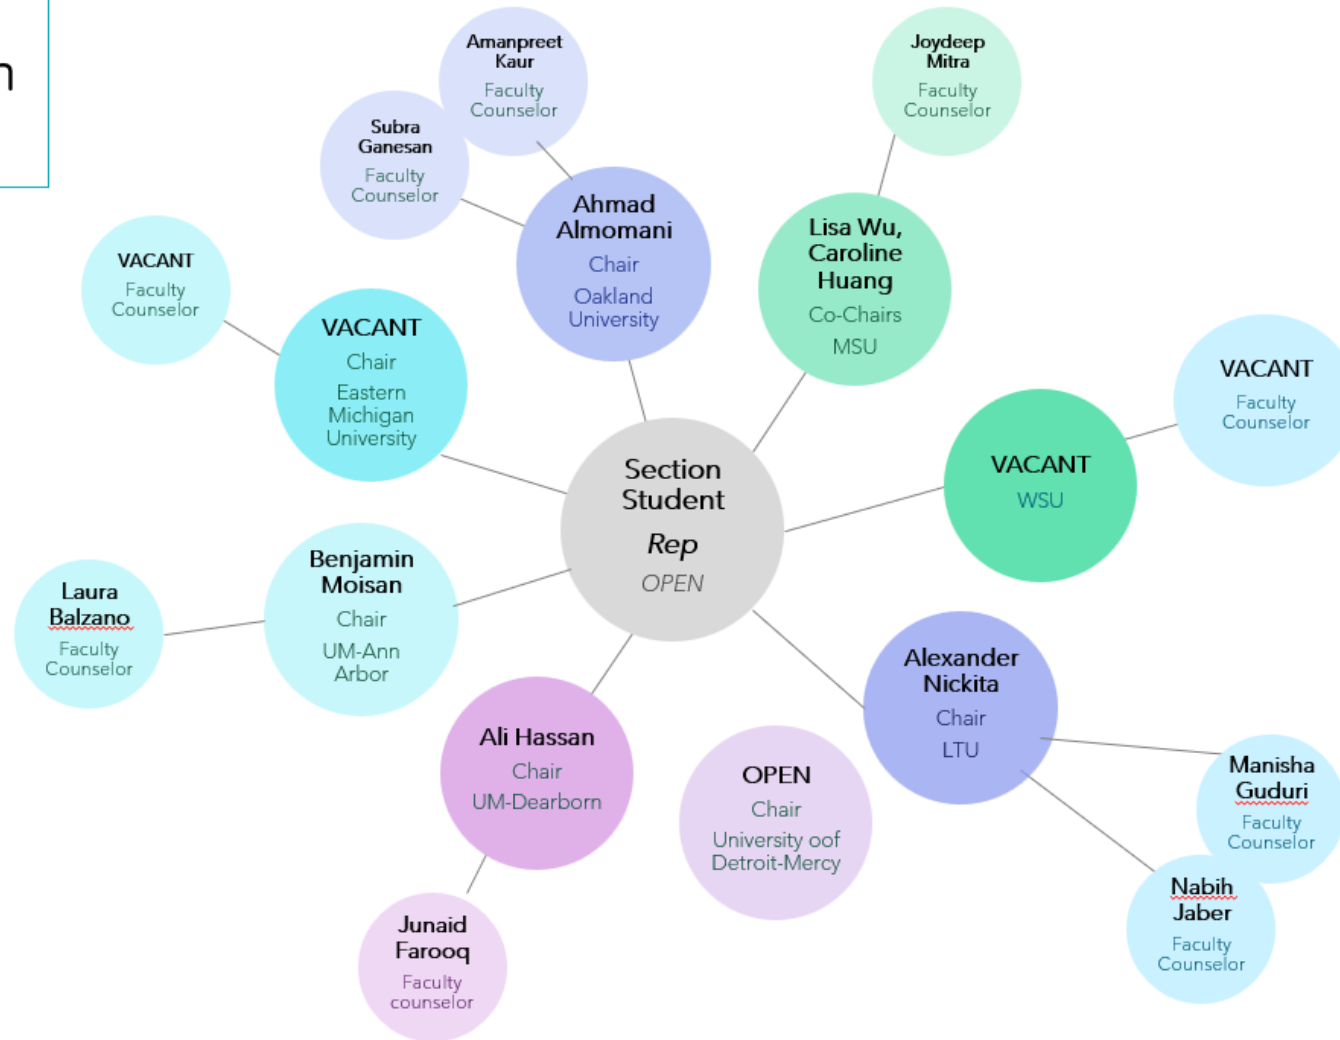 n
Amanpreet
Kaur
Faculty
Counselor
Joydeep
Mitra
Faculty
Counselor
Subra
Ganesan
Faculty
Counselor
Ahmad
Almomani
Chair
Oakland
University
Lisa Wu,
Caroline
Huang
Co-Chairs
MSU
VACANT
Faculty
Counselor
VACANT
Chair
Eastern
Michigan
University
VACANT
Faculty
Counselor
VACANT
WSU
Section
Student
Rep
OPEN
Benjamin
Moisan
Chair
UM-Ann
Arbor
Laura
Balzano
Faculty
Counselor
Alexander
Nickita
Chair
LTU
Ali Hassan
Chair
UM-Dearborn
OPEN
Chair
University oof
Detroit-Mercy
Manisha
Guduri
Faculty
Counselor
Nabih
Jaber
Faculty
Counselor
Junaid
Farooq
Faculty
counselor